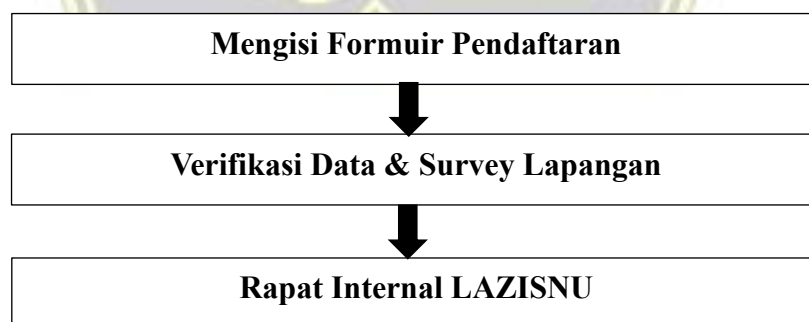 Mengisi Formuir Pendaftaran
Verifikasi Data & Survey Lapangan
Rapat Internal LAZISNU